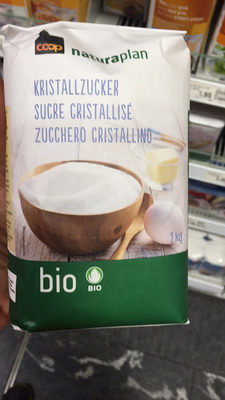 coop naturaplan
KRISTALLZUCKER
SUCRE CRISTALLISÉ
ZUCCHERO CRISTALLINO
1 kg
bio BIO